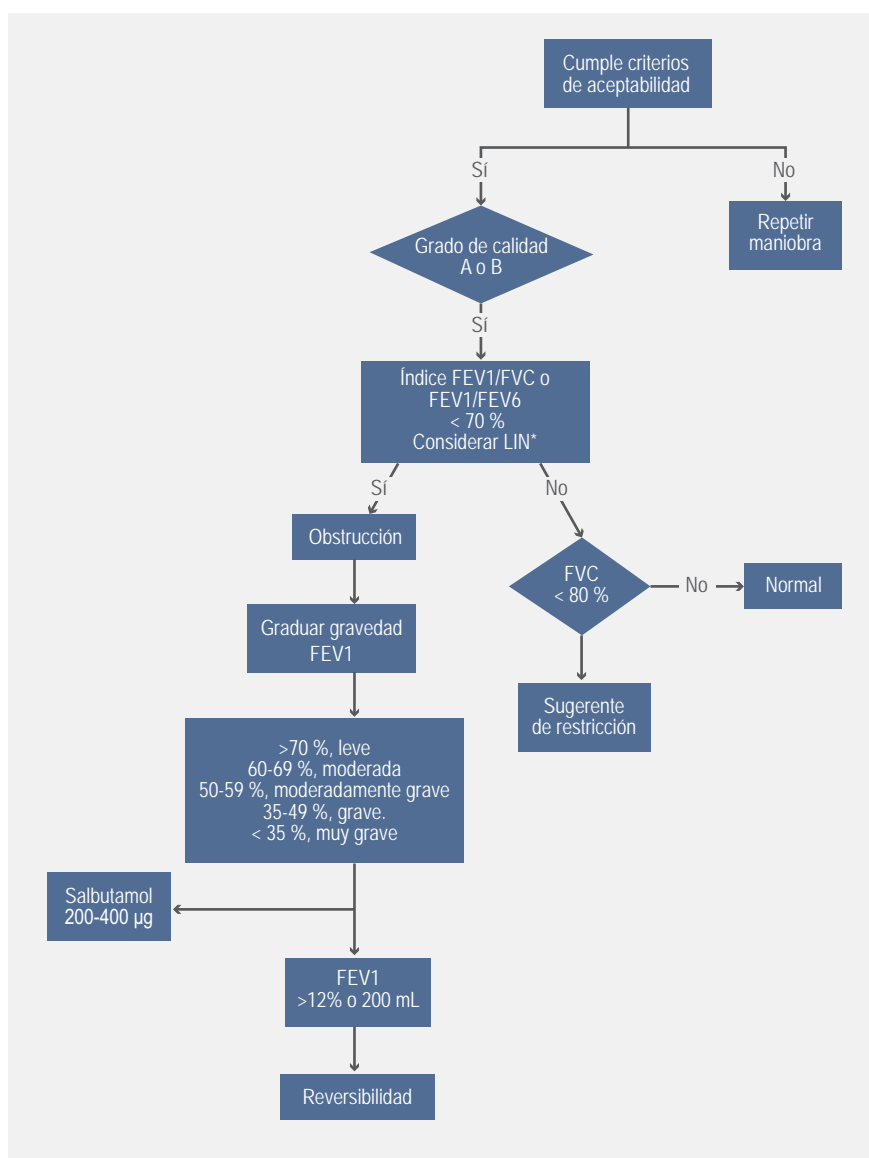 Cumple criterios
de aceptabilidad
Sí
No
Grado de calidad
A o B
Repetir
maniobra
Sí
Índice FEV1/FVC o
FEV1/FEV6
< 70 %
Considerar LIN*
Sí
No
Obstrucción
FVC
< 80 %
No
Normal
Graduar gravedad
FEV1
Sugerente
de restricción
>70 %, leve
60-69 %, moderada
50-59 %, moderadamente grave
35-49 %, grave.
< 35 %, muy grave
Salbutamol
200-400 µg
FEV1
>12% o 200 mL
Reversibilidad